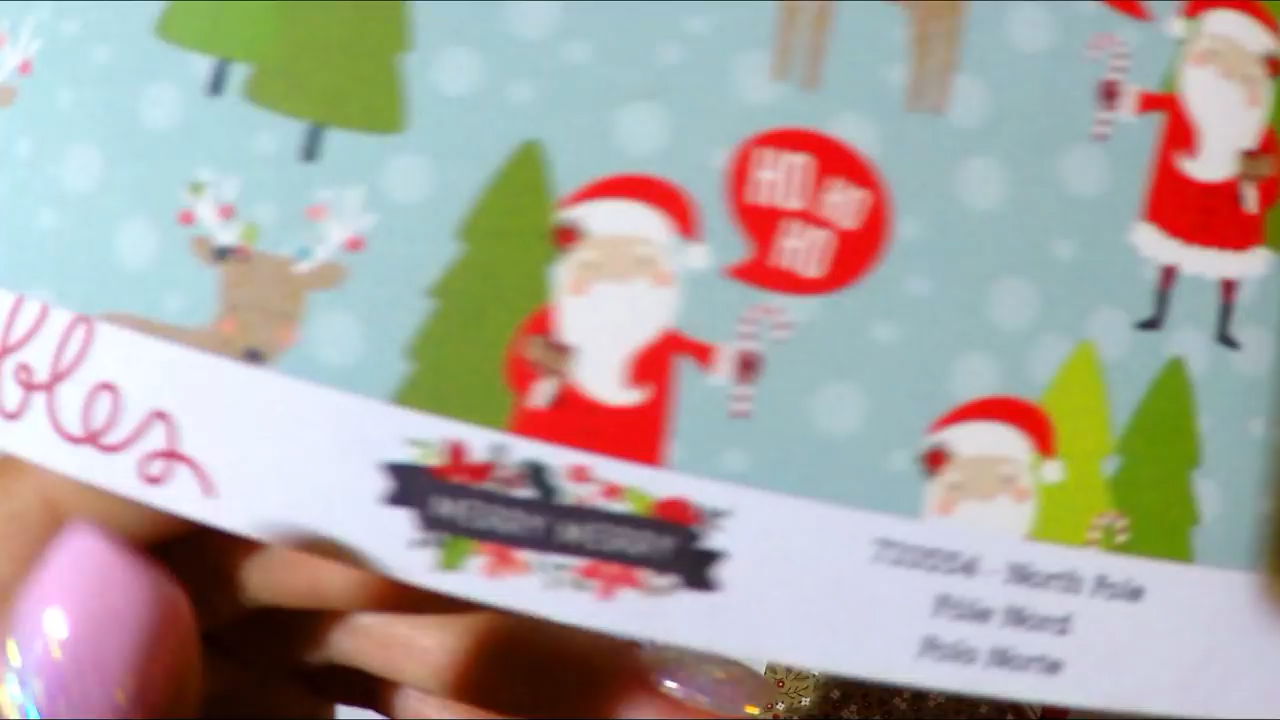 HO HO
HO
bles
MERRY MERRY
North Pole
Pôle Nord
Polo Norte